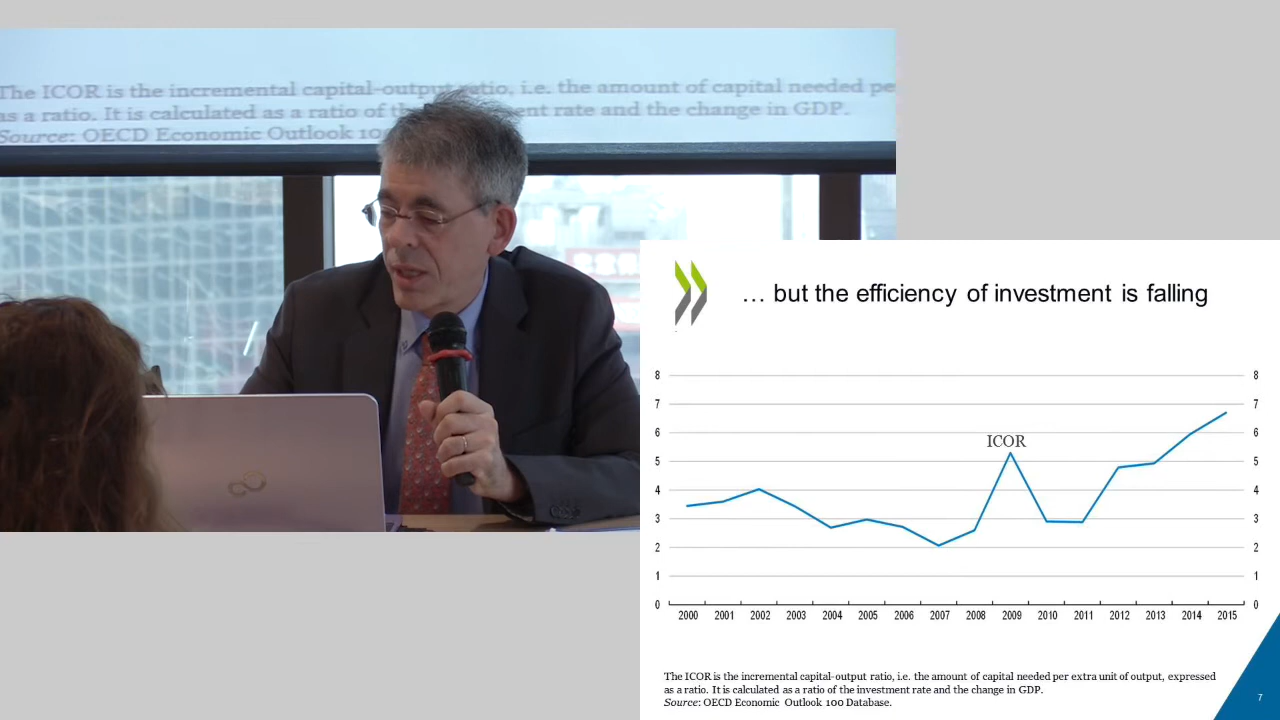 The ICOR is the incremental capital-output ratio, i.e. the amount of capital needed pe
as a ratio. It is calculated as a ratio of the ent rate and the change in GDP.
Source: OECD Economic Outlook 10
… but the efficiency of investment is falling
8 8
7 7
6 6
ICOR
5 5
4 4
3 3
2 2
1 1
0 0
2000 2001 2002 2003 2004 2005 2006 2007 2008 2009 2010 2011 2012 2013 2014 2015
The ICOR is the incremental capital-output ratio, i.e. the amount of capital needed per extra unit of output, expressed
as a ratio. It is calculated as a ratio of the investment rate and the change in GDP.
Source: OECD Economic Outlook 100 Database.
7